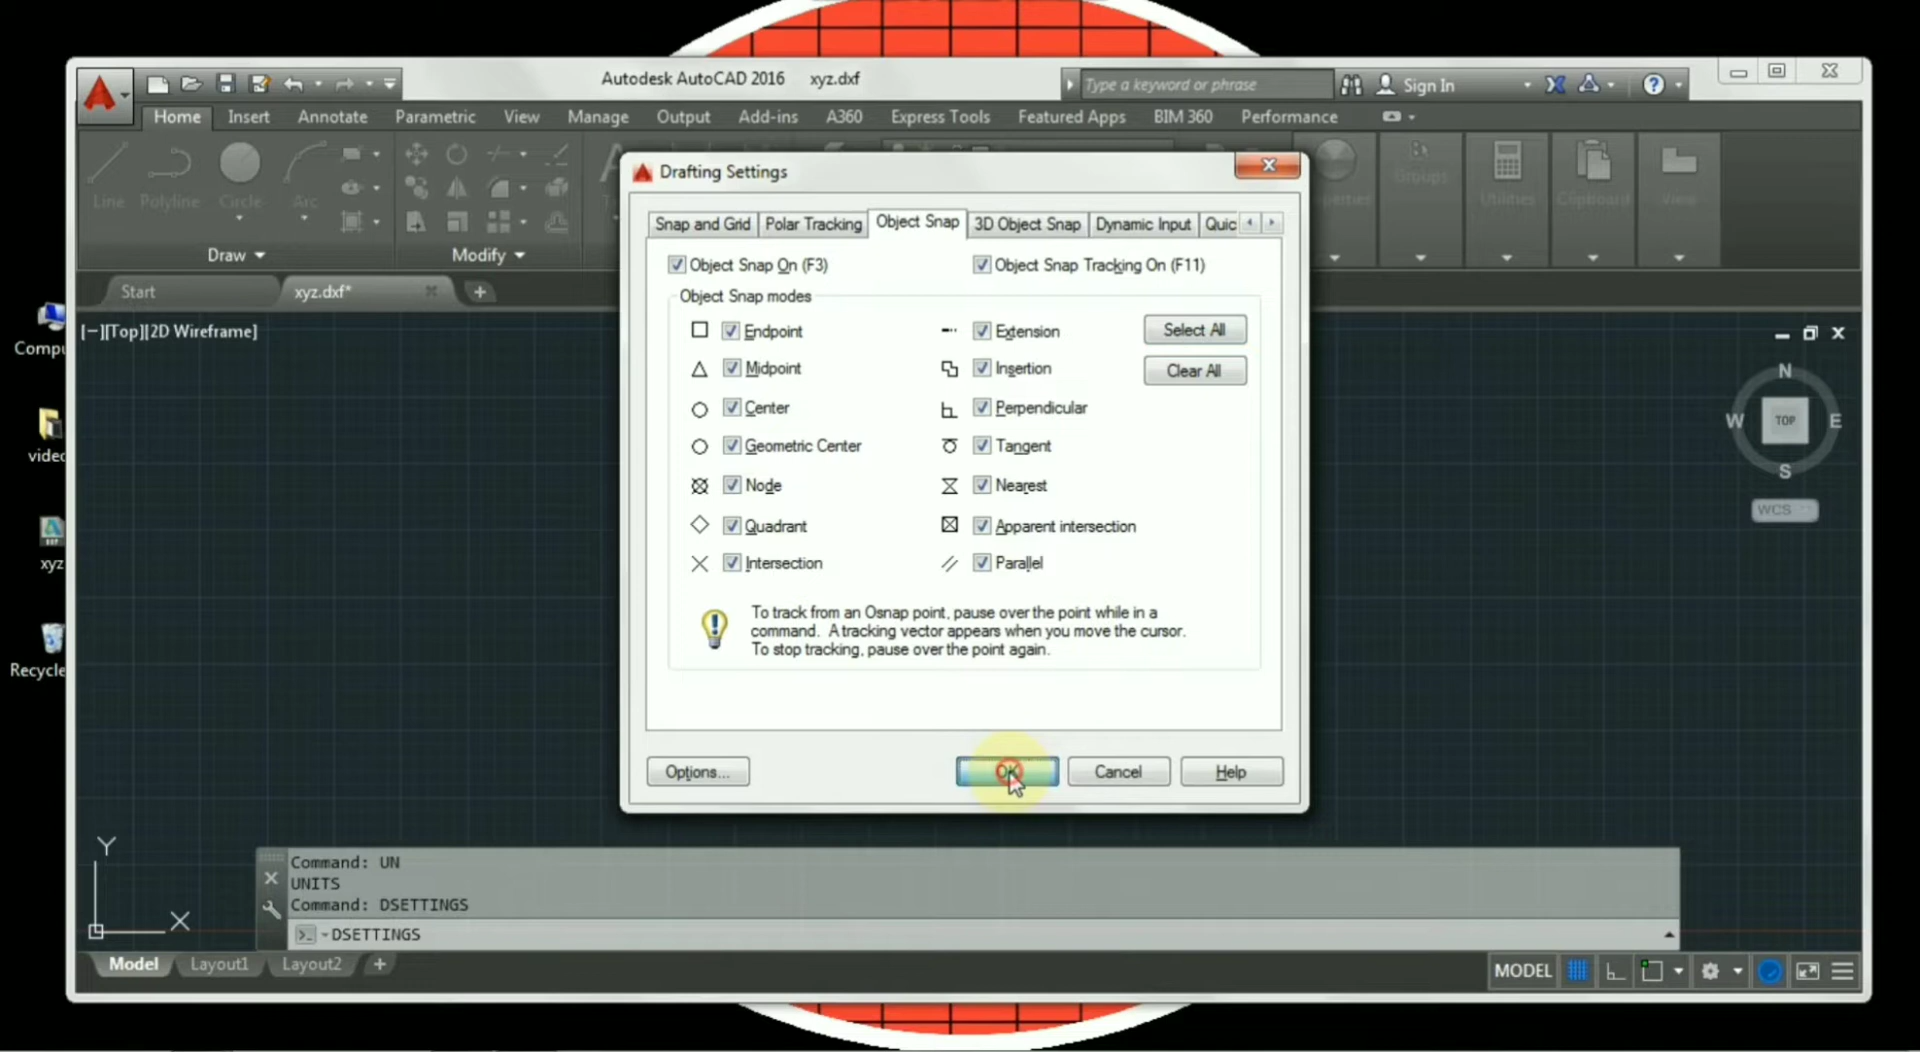 Autodesk AutoCAD 2016 xyz.dxf
Type a keyword or phrase
Sign In
Home Insert Annotate Parametric View Manage Output Add-ins A360 Express Tools Featured Apps BIM 360 Performance
Line Polyline Circle Arc
Groups Utilities Clipboard View
Draw Modify
Start xyz.dxf* +
[−][Top][2D Wireframe]
Drafting Settings
Snap and Grid Polar Tracking Object Snap 3D Object Snap Dynamic Input Quic
Object Snap On (F3) Object Snap Tracking On (F11)
Object Snap modes
Endpoint Extension Select All
Midpoint Insertion Clear All
Center Perpendicular
Geometric Center Tangent
Node Nearest
Quadrant Apparent intersection
Intersection Parallel
To track from an Osnap point, pause over the point while in a
command. A tracking vector appears when you move the cursor.
To stop tracking, pause over the point again.
Options... OK Cancel Help
N
W TOP E
S
WCS
Compu
video
xyz
Recycle
Y
X
Command: UN
UNITS
Command: DSETTINGS
DSETTINGS
Model Layout1 Layout2 +
MODEL